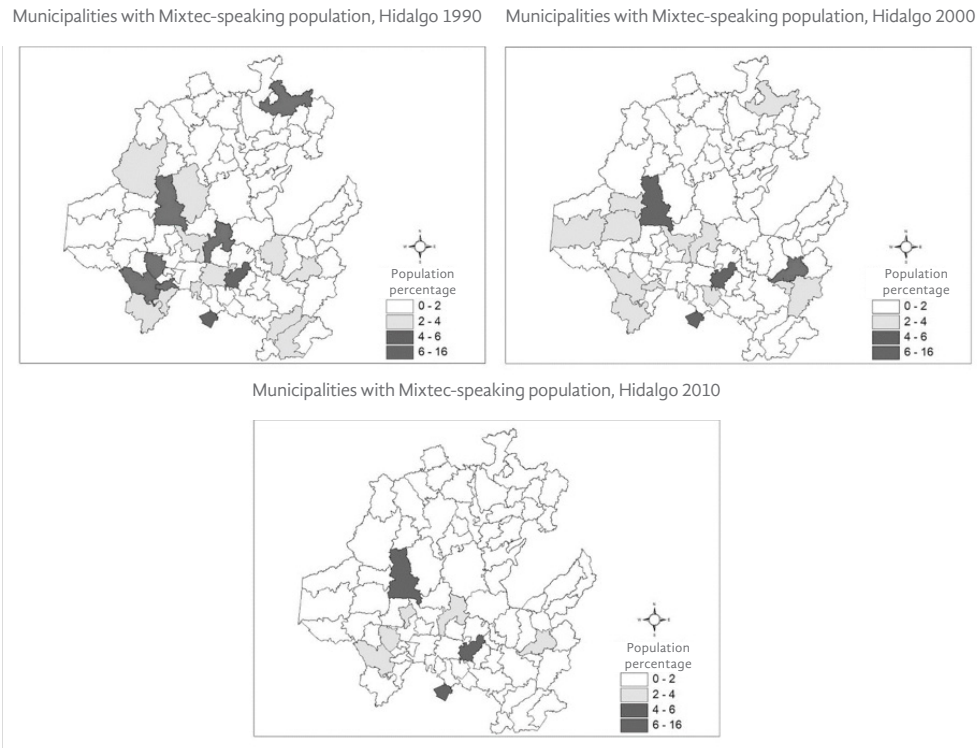 Municipalities with Mixtec-speaking population, Hidalgo 1990
Municipalities with Mixtec-speaking population, Hidalgo 2000
Population
percentage
0 - 2
2 - 4
4 - 6
6 - 16
Population
percentage
0 - 2
2 - 4
4 - 6
6 - 16
Municipalities with Mixtec-speaking population, Hidalgo 2010
Population
percentage
0 - 2
2 - 4
4 - 6
6 - 16